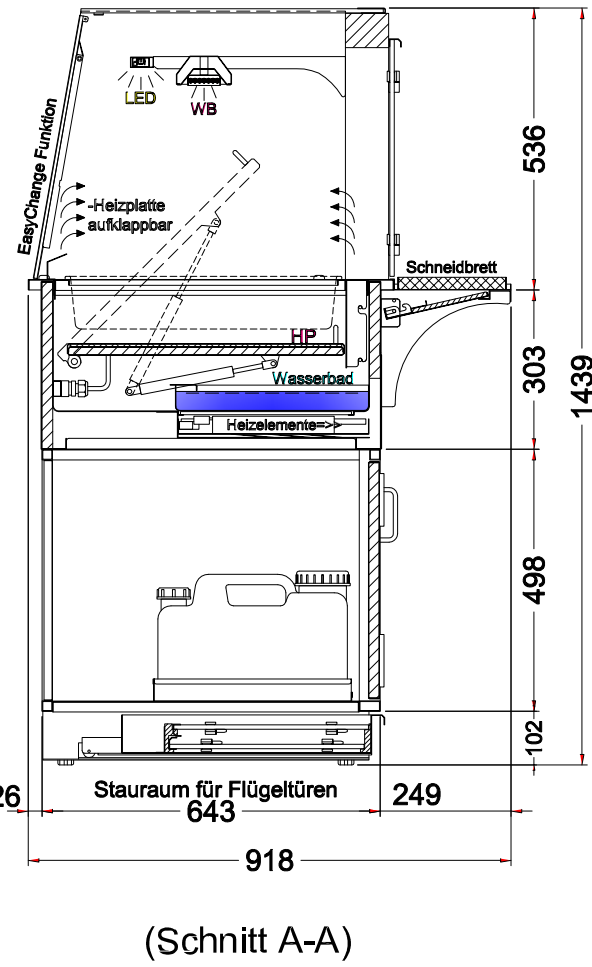 LED
WB
EasyChange Funktion
-Heizplatte
aufklappbar
536
Schneidbrett
HP
Wasserbad
Heizelemente=>>
303
1439
498
102
26
Stauraum für Flügeltüren
643
249
918
(Schnitt A-A)